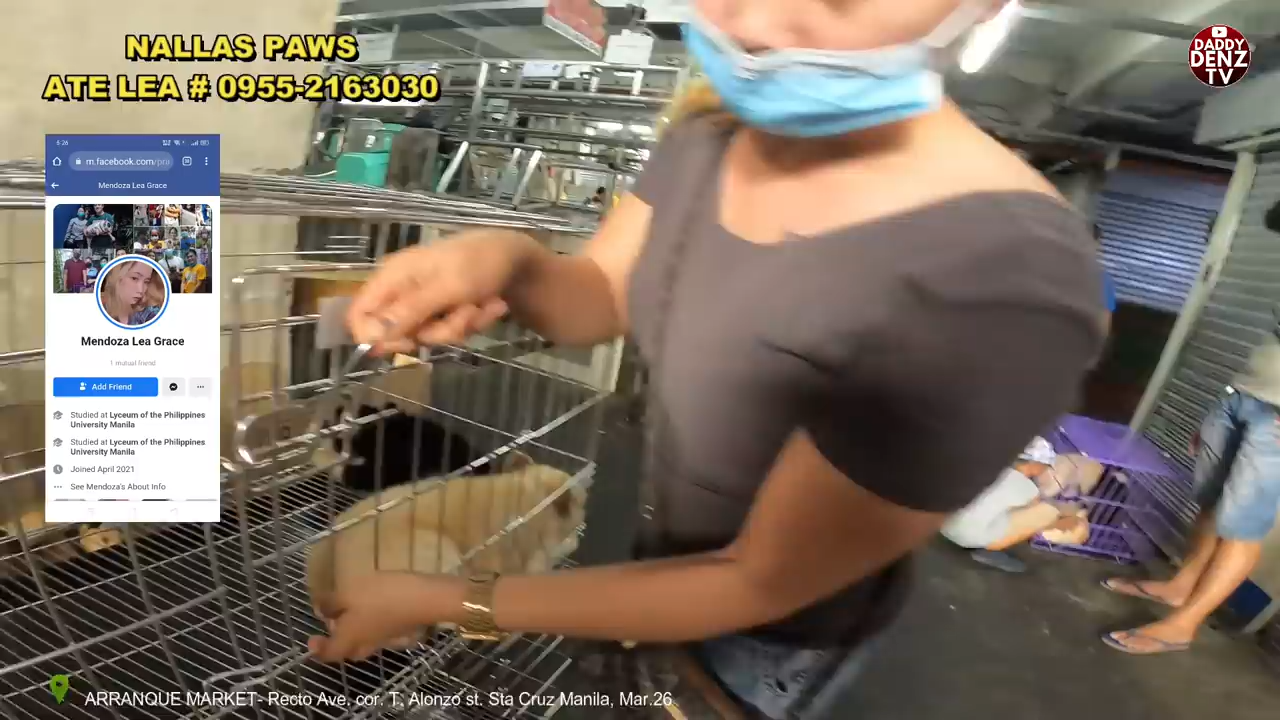 NALLAS PAWS
ATE LEA # 0955-2163030
DADDY
DENZ
TV
m.facebook.com/pri
Mendoza Lea Grace
Mendoza Lea Grace
1 mutual friend
Add Friend
Studied at Lyceum of the Philippines
University Manila
Studied at Lyceum of the Philippines
University Manila
Joined April 2021
See Mendoza's About Info
ARRANQUE MARKET- Recto Ave. cor. T. Alonzo st. Sta Cruz Manila, Mar.26